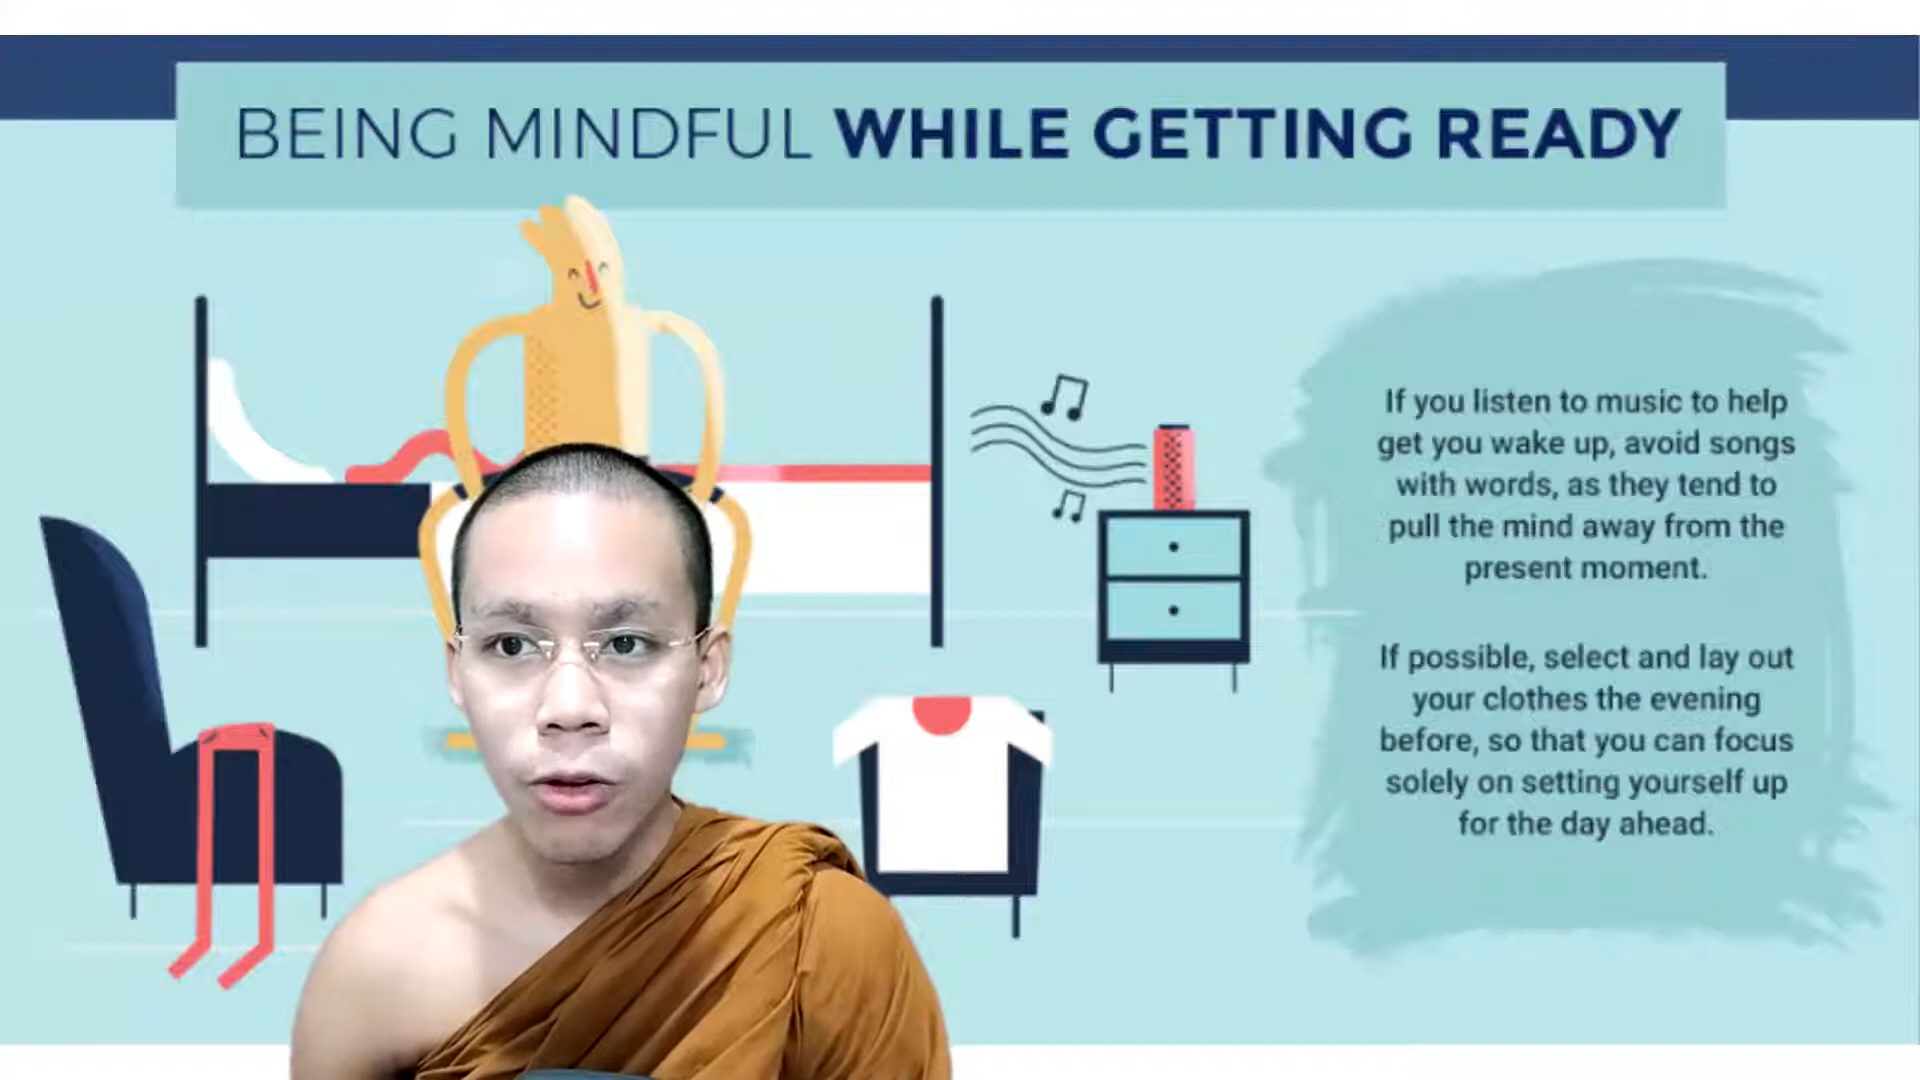 BEING MINDFUL WHILE GETTING READY
If you listen to music to help
get you wake up, avoid songs
with words, as they tend to
pull the mind away from the
present moment.
If possible, select and lay out
your clothes the evening
before, so that you can focus
solely on setting yourself up
for the day ahead.